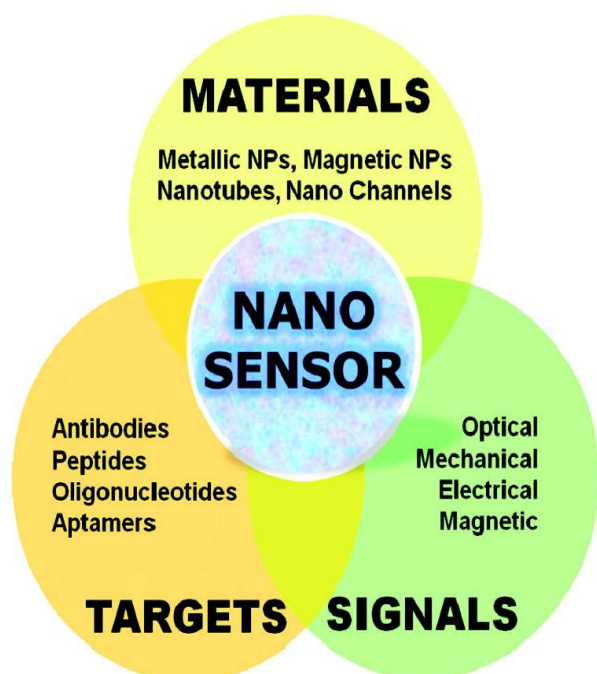 MATERIALS
Metallic NPs, Magnetic NPs
Nanotubes, Nano Channels
NANO
SENSOR
Antibodies
Peptides
Oligonucleotides
Aptamers
TARGETS
Optical
Mechanical
Electrical
Magnetic
SIGNALS